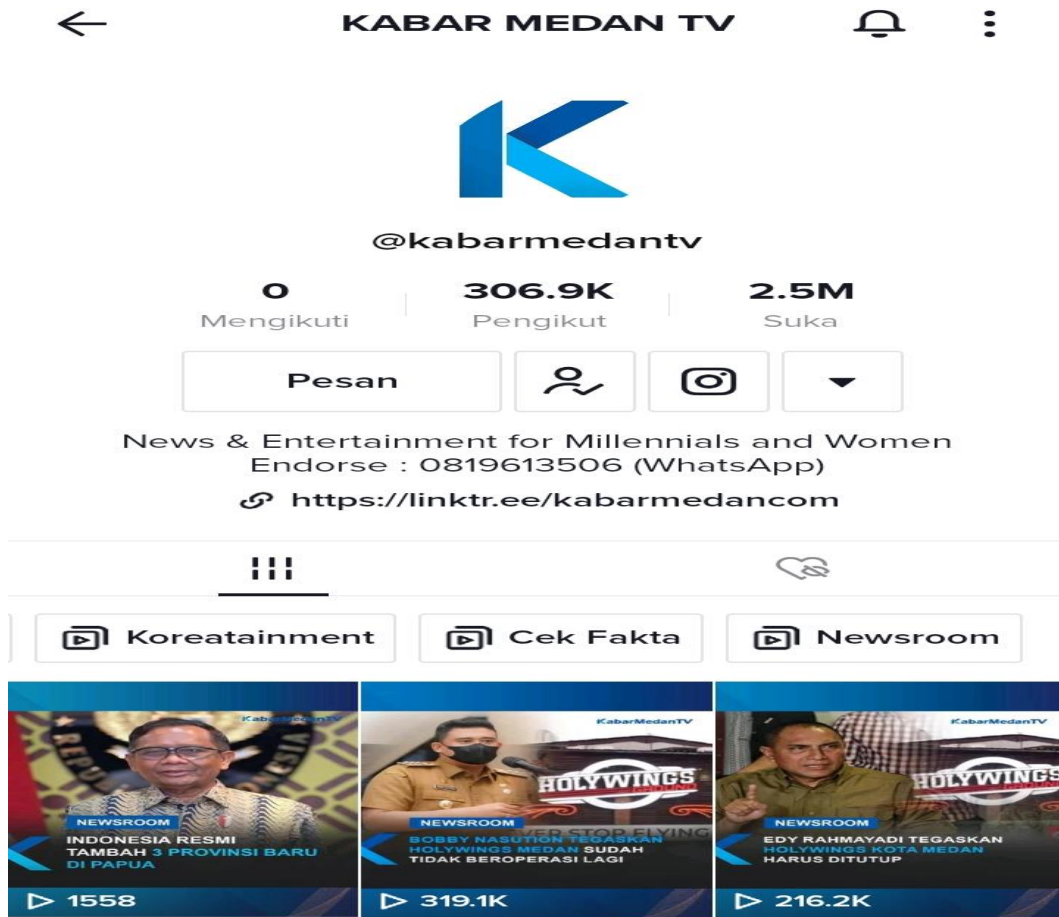 KABAR MEDAN TV
@kabarmedantv
0 306.9K 2.5M
Mengikuti Pengikut Suka
Pesan
News & Entertainment for Millennials and Women
Endorse : 0819613506 (WhatsApp)
https://linktr.ee/kabarmedancom
Koreatainment Cek Fakta Newsroom
KabarMedanTV
NEWSROOM
INDONESIA RESMI
TAMBAH 3 PROVINSI BARU
DI PAPUA
1558
KabarMedanTV
HOLYWINGS
NEWSROOM
BOBBY NASUTION TEGASKAN
HOLYWINGS MEDAN SUDAH
TIDAK BEROPERASI LAGI
319.1K
KabarMedanTV
HOLYWINGS
NEWSROOM
EDY RAHMAYADI TEGASKAN
HOLYWINGS KOTA MEDAN
HARUS DITUTUP
216.2K